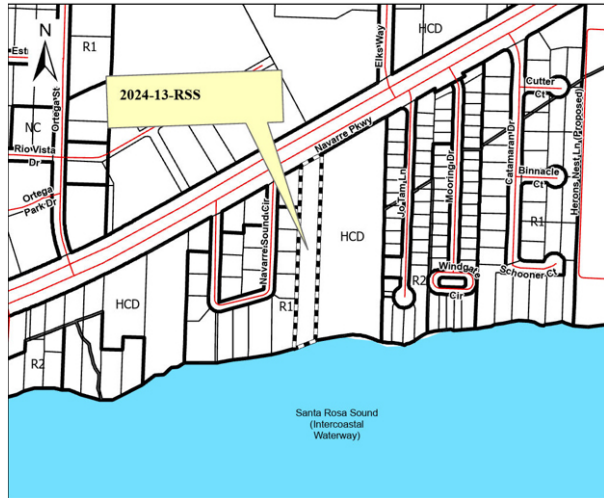 N
Est
R1
Ortega St
Elks Way
HCD
2024-13-RSS
NC
Rio Vista
Dr
Ortega
Park Dr
Navarre Pkwy
Cutter
Ct
Catamaran Dr
Herons Nest Ln (Proposed)
Mooring Dr
Jo Tam Ln
Binnacle
Ct
Navarre Sound Cir
HCD
R1
Schooner Ct
Windgate
Cir
R2
R1
HCD
R2
Santa Rosa Sound
(Intercoastal
Waterway)